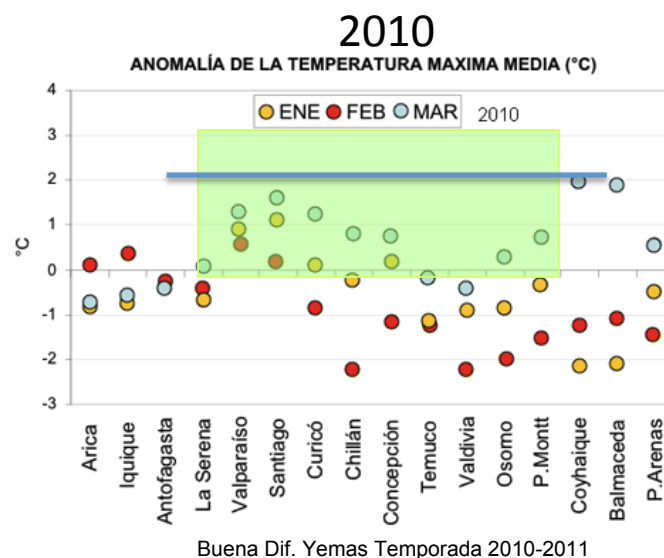 2010
ANOMALÍA DE LA TEMPERATURA MAXIMA MEDIA (°C)
ENE FEB MAR 2010
4
3
2
1
0
-1
-2
-3
°C
Arica
Iquique
Antofagasta
La Serena
Valparaíso
Santiago
Curicó
Chillán
Concepción
Temuco
Valdivia
Osorno
P.Montt
Coyhaique
Balmaceda
P.Arenas
Buena Dif. Yemas Temporada 2010-2011